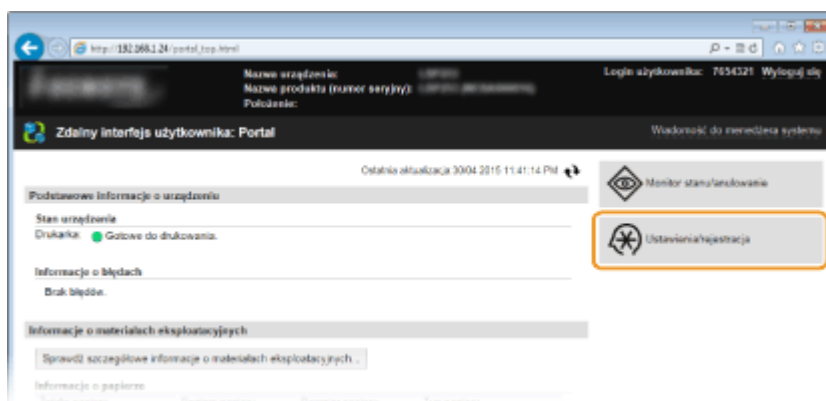 http://192.168.1.24/portal_top.html
Nazwa urządzenia:
Nazwa produktu (numer seryjny):
Położenie:
Login użytkownika: 7654321 Wyloguj się
Zdalny interfejs użytkownika: Portal
Wiadomość do menedżera systemu
Ostatnia aktualizacja 30/04 2015 11:41:14 PM
Monitor stanu/anulowanie
Podstawowe informacje o urządzeniu
Stan urządzenia
Drukarka: Gotowe do drukowania.
Ustawienia/rejestracja
Informacje o błędach
Brak błędów.
Informacje o materiałach eksploatacyjnych
Sprawdź szczegółowe informacje o materiałach eksploatacyjnych...
Informacje o papierze